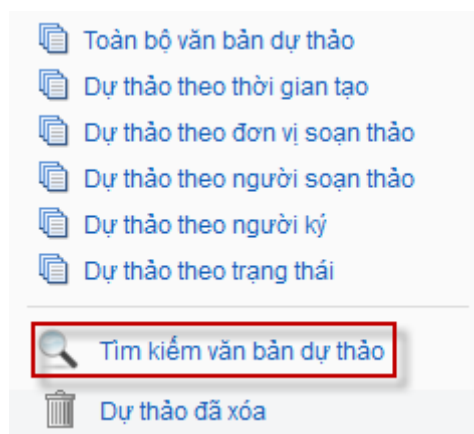 Toàn bộ văn bản dự thảo
Dự thảo theo thời gian tạo
Dự thảo theo đơn vị soạn thảo
Dự thảo theo người soạn thảo
Dự thảo theo người ký
Dự thảo theo trạng thái
Tìm kiếm văn bản dự thảo
Dự thảo đã xóa